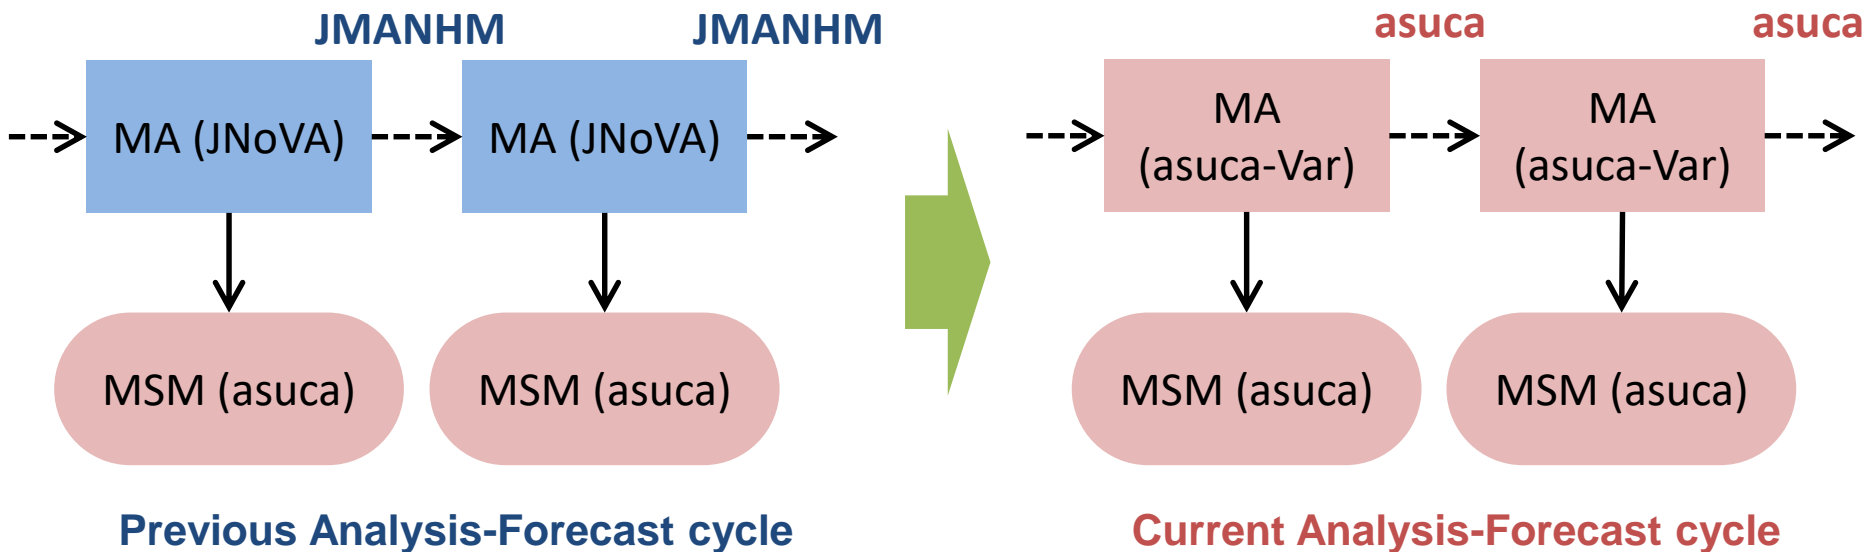 JMANHM
JMANHM
MA (JNoVA)
MA (JNoVA)
MSM (asuca)
MSM (asuca)
Previous Analysis-Forecast cycle
asuca
asuca
MA
(asuca-Var)
MA
(asuca-Var)
MSM (asuca)
MSM (asuca)
Current Analysis-Forecast cycle